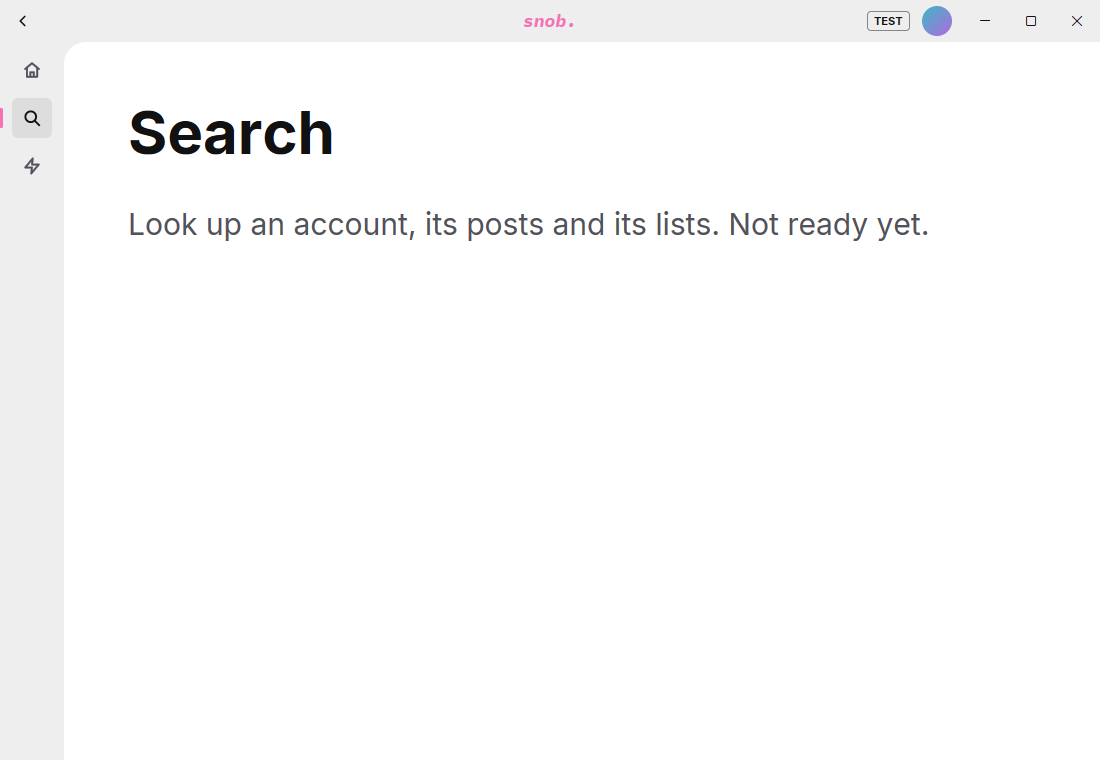 snob.
TEST
Search
Look up an account, its posts and its lists. Not ready yet.